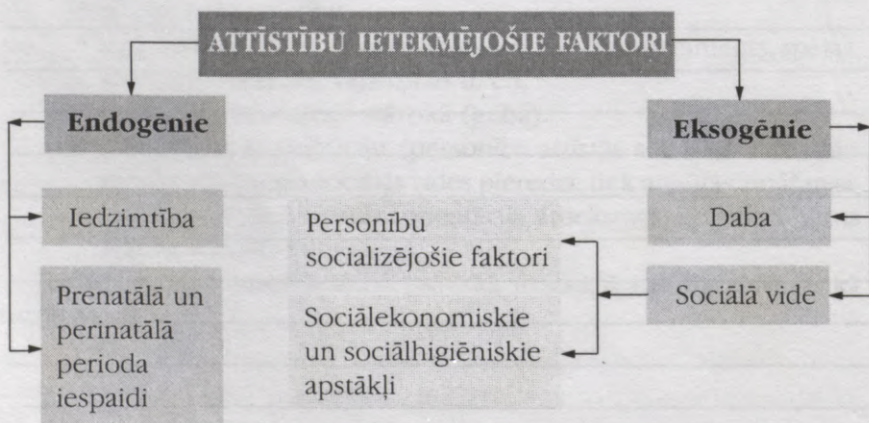 ATTĪSTĪBU IETEKMĒJOŠIE FAKTORI
Endogēnie
Iedzimtība
Prenatālā un
perinatālā
perioda
iespaidi
Personību
socializējošie faktori
Sociālekonomiskie
un sociālhigiēniskie
apstākļi
Eksogēnie
Daba
Sociālā vide